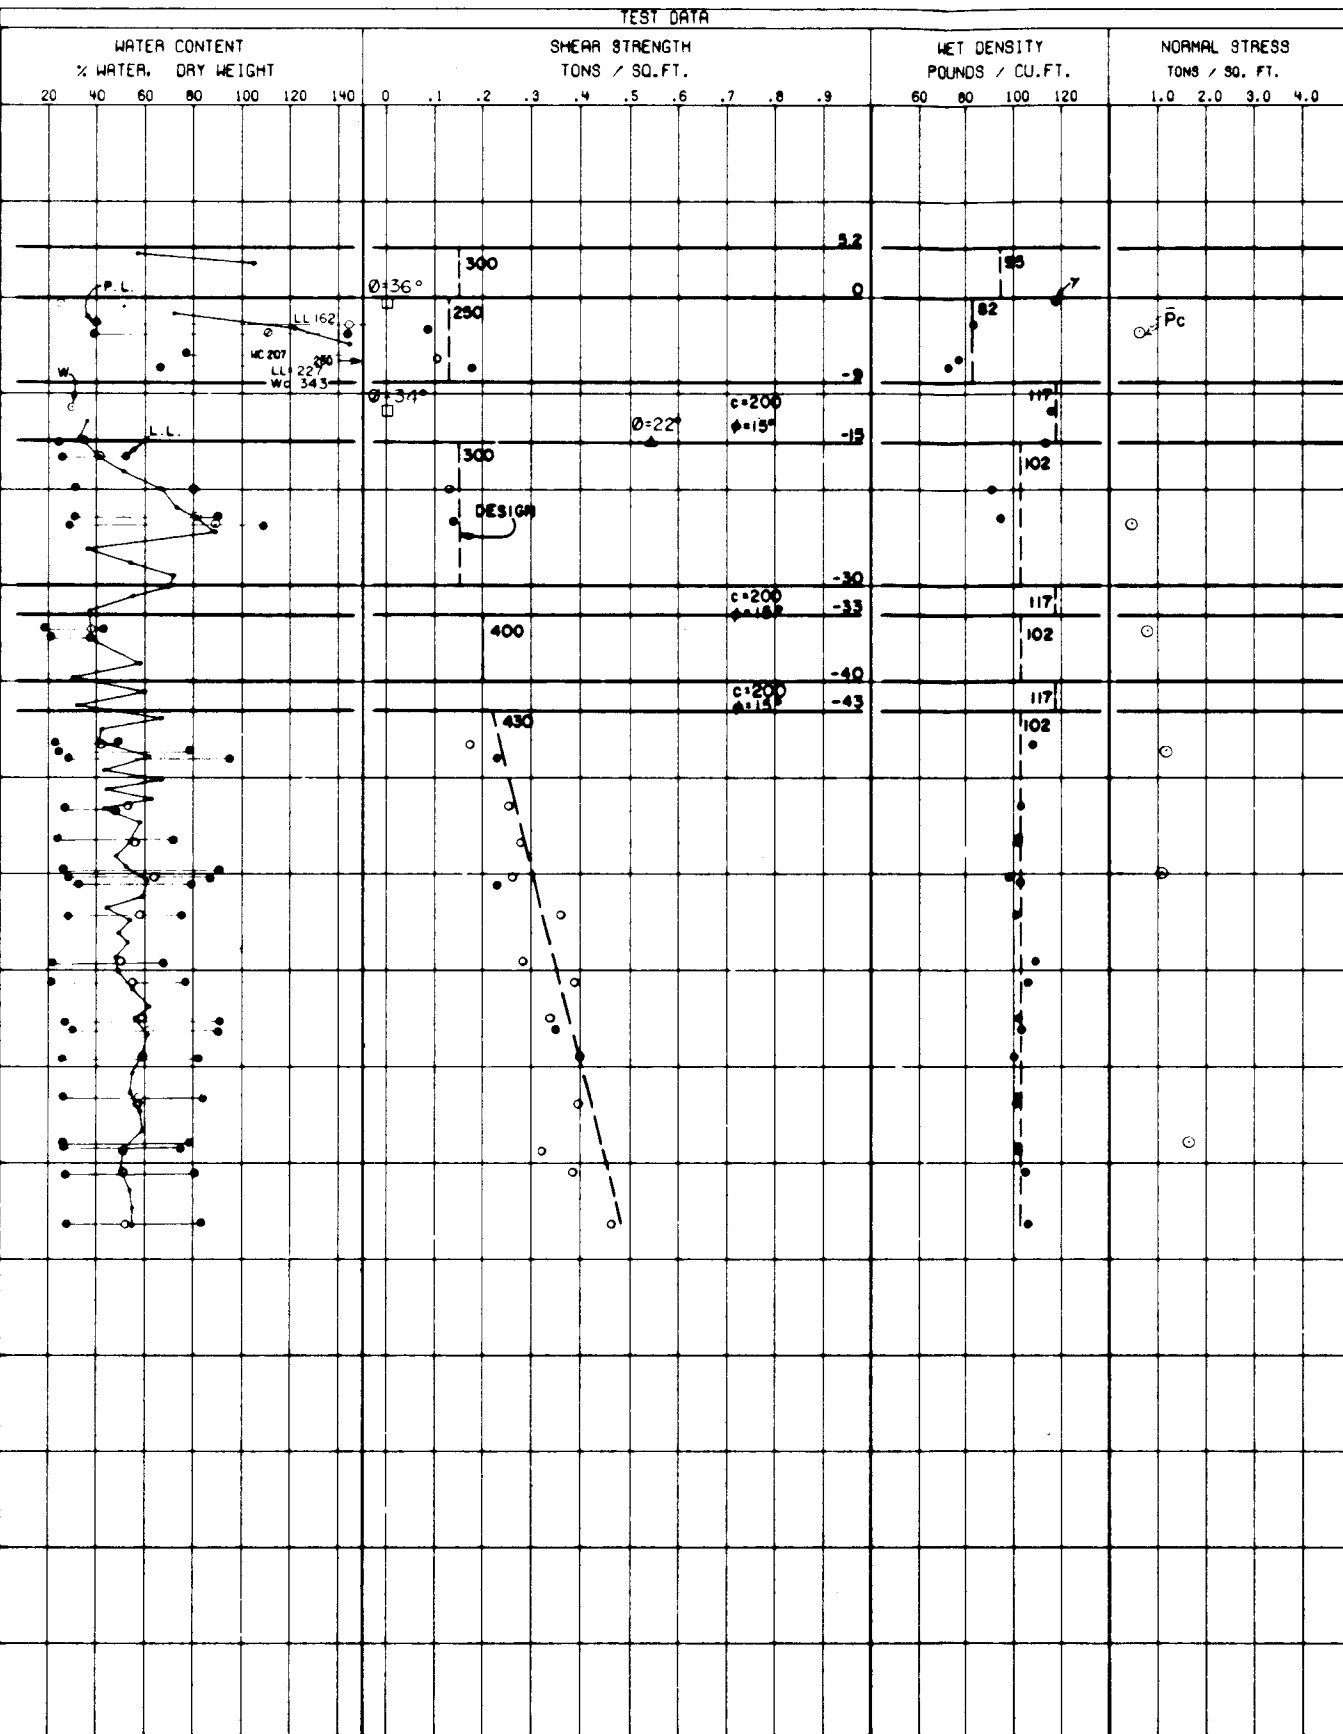 TEST DATA
WATER CONTENT
% WATER, DRY WEIGHT
20 40 60 80 100 120 140
SHEAR STRENGTH
TONS / SQ.FT.
0 .1 .2 .3 .4 .5 .6 .7 .8 .9
WET DENSITY
POUNDS / CU.FT.
60 80 100 120
NORMAL STRESS
TONS / SQ. FT.
1.0 2.0 3.0 4.0
5.2
300
95
P.L.
Ø=36°
0
γ
LL 162
250
82
P̄c
WC 207
250
LL 227
W
343
-9
Ø=34°
c=200
117
L.L.
Ø=22°
ϕ=15°
-15
300
102
DESIGN
-30
c=200
117
-33
400
102
-40
c=200
117
ϕ=15°
-43
430
102